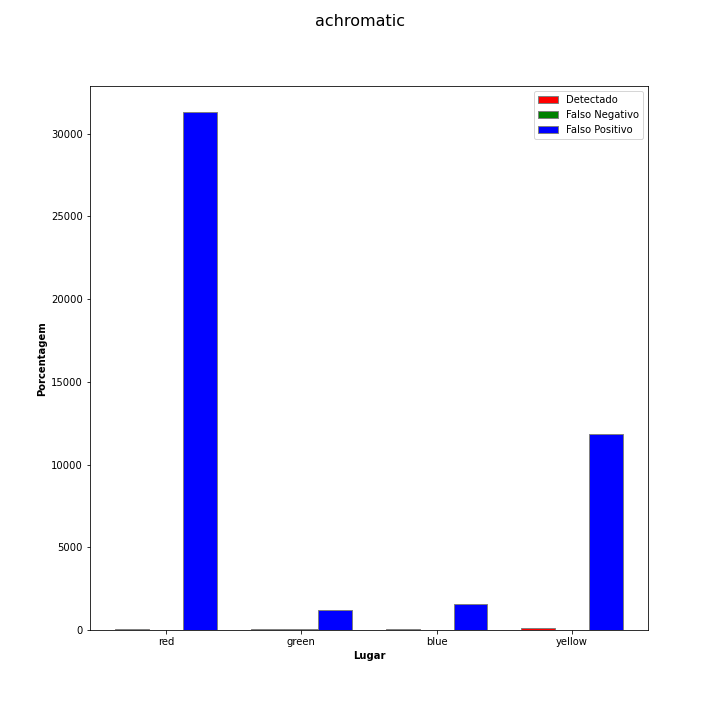 achromatic
Detectado
Falso Negativo
Falso Positivo
30000
25000
20000
15000
10000
5000
0
Porcentagem
red green blue yellow
Lugar